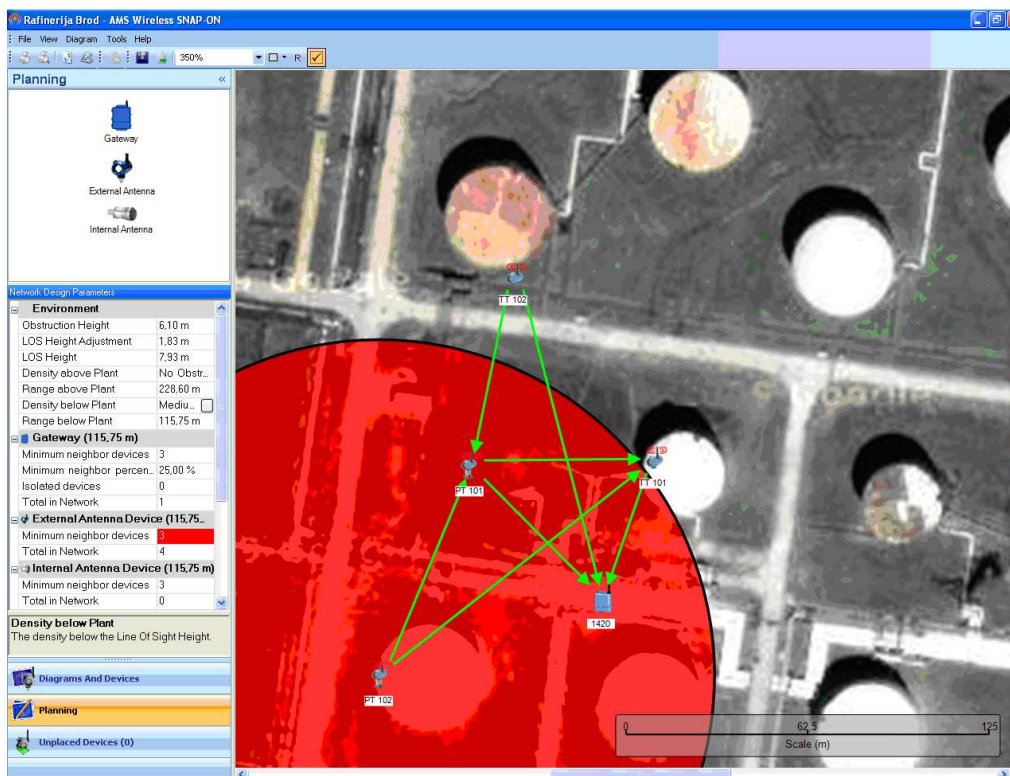 Rafinerija Brod - AMS Wireless SNAP-ON
File View Diagram Tools Help
350%
R
Planning
Gateway
External Antenna
Internal Antenna
Network Design Parameters
Environment
Obstruction Height 6,10 m
LOS Height Adjustment 1,83 m
LOS Height 7,93 m
Density above Plant No Obstr...
Range above Plant 228,60 m
Density below Plant Mediu...
Range below Plant 115,75 m
Gateway (115,75 m)
Minimum neighbor devices 3
Minimum neighbor percen... 25,00 %
Isolated devices 0
Total in Network 1
External Antenna Device (115,75...
Minimum neighbor devices 3
Total in Network 4
Internal Antenna Device (115,75 m)
Minimum neighbor devices 3
Total in Network 0
Density below Plant
The density below the Line Of Sight Height.
Diagrams And Devices
Planning
Unplaced Devices (0)
TT 102
PT 101
TT 101
1420
PT 102
0 62,5 125
Scale (m)